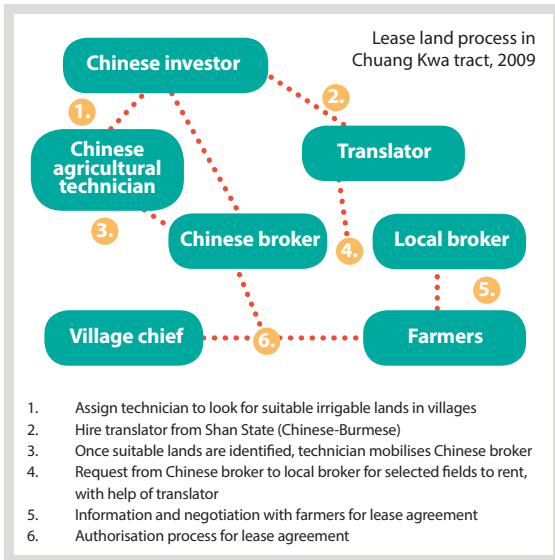 Lease land process in
Chuang Kwa tract, 2009
Chinese investor
1.
2.
Chinese
agricultural
technician
Translator
3.
Chinese broker
4.
Local broker
5.
Village chief
6.
Farmers
1. Assign technician to look for suitable irrigable lands in villages
2. Hire translator from Shan State (Chinese-Burmese)
3. Once suitable lands are identified, technician mobilises Chinese broker
4. Request from Chinese broker to local broker for selected fields to rent,
with help of translator
5. Information and negotiation with farmers for lease agreement
6. Authorisation process for lease agreement